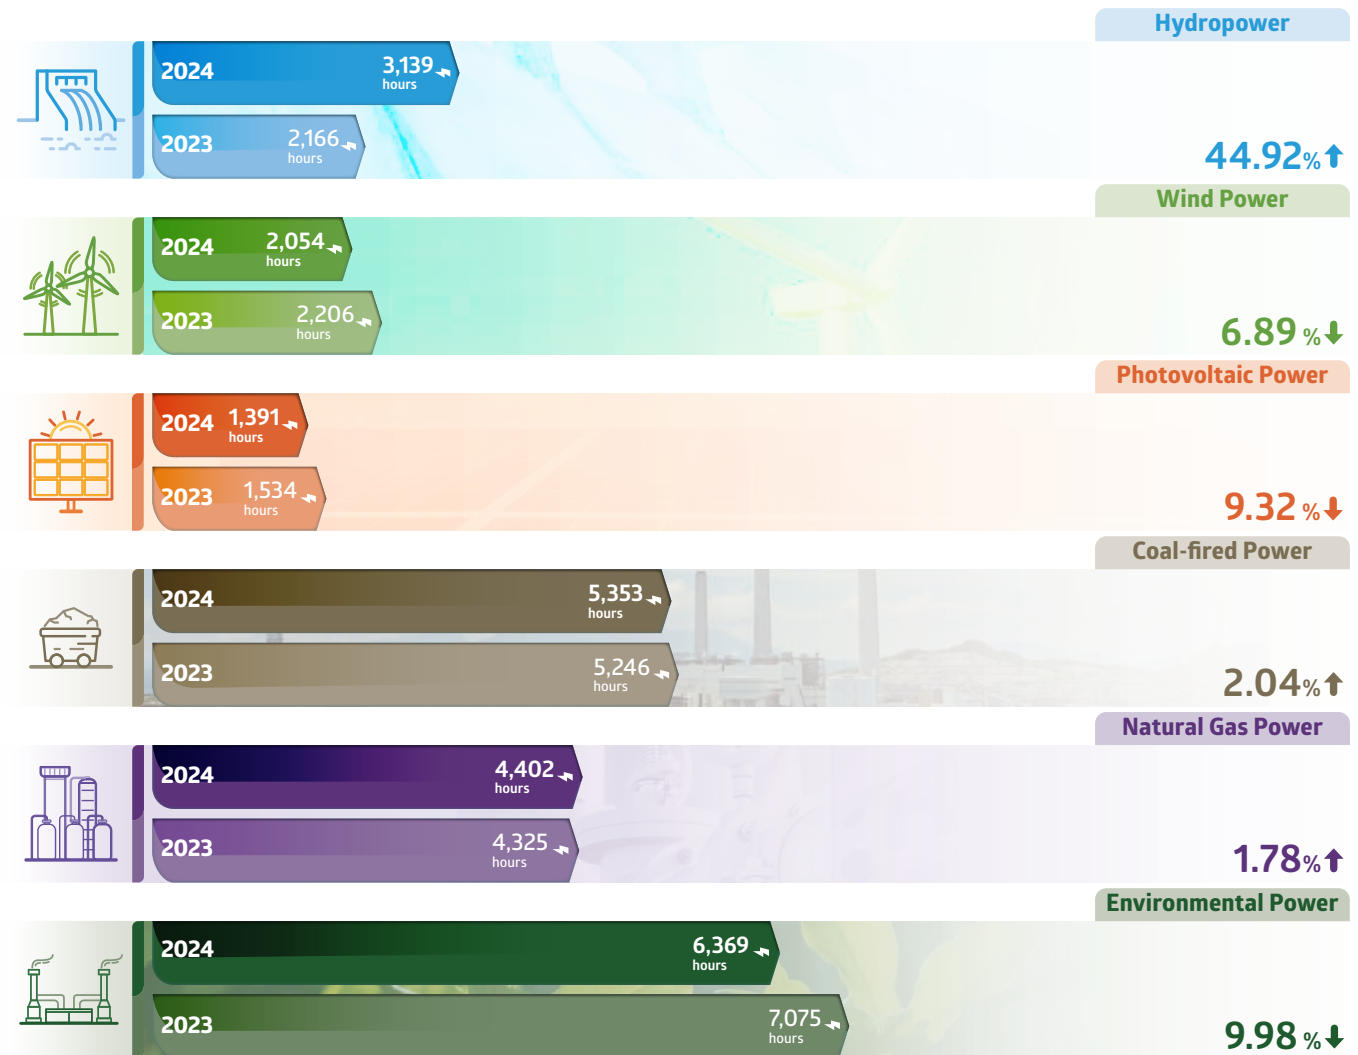 Hydropower
2024 3,139
hours
2023 2,166
hours
44.92%
Wind Power
2024 2,054
hours
2023 2,206
hours
6.89 %
Photovoltaic Power
2024 1,391
hours
2023 1,534
hours
9.32 %
Coal-fired Power
2024 5,353
hours
2023 5,246
hours
2.04%
Natural Gas Power
2024 4,402
hours
2023 4,325
hours
1.78%
Environmental Power
2024 6,369
hours
2023 7,075
hours
9.98 %